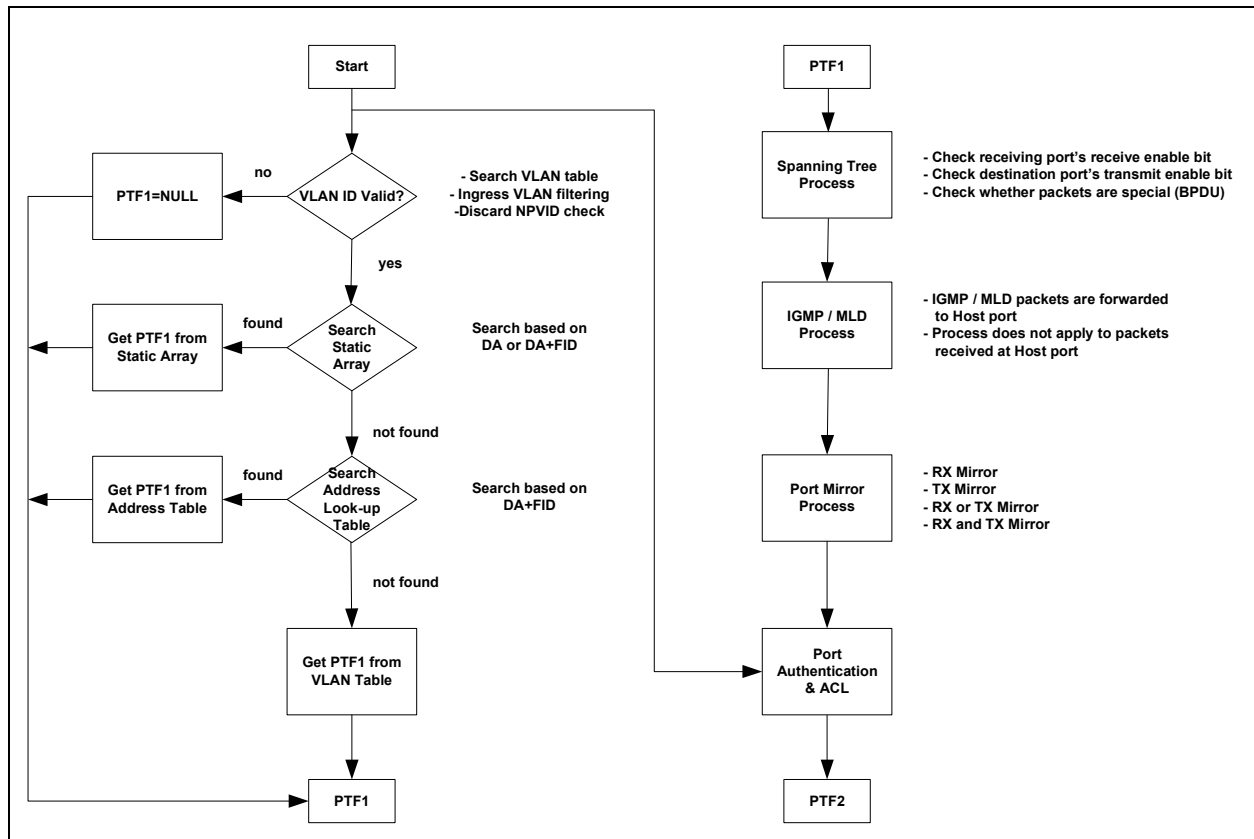 Start
no
VLAN ID Valid?
PTF1=NULL
- Search VLAN table
- Ingress VLAN filtering
-Discard NPVID check
yes
found
Get PTF1 from
Static Array
Search
Static
Array
Search based on
DA or DA+FID
not found
found
Get PTF1 from
Address Table
Search
Address
Look-up
Table
Search based on
DA+FID
not found
Get PTF1 from
VLAN Table
PTF1
PTF1
Spanning Tree
Process
- Check receiving port’s receive enable bit
- Check destination port’s transmit enable bit
- Check whether packets are special (BPDU)
IGMP / MLD
Process
- IGMP / MLD packets are forwarded
to Host port
- Process does not apply to packets
received at Host port
Port Mirror
Process
- RX Mirror
- TX Mirror
- RX or TX Mirror
- RX and TX Mirror
Port
Authentication
& ACL
PTF2